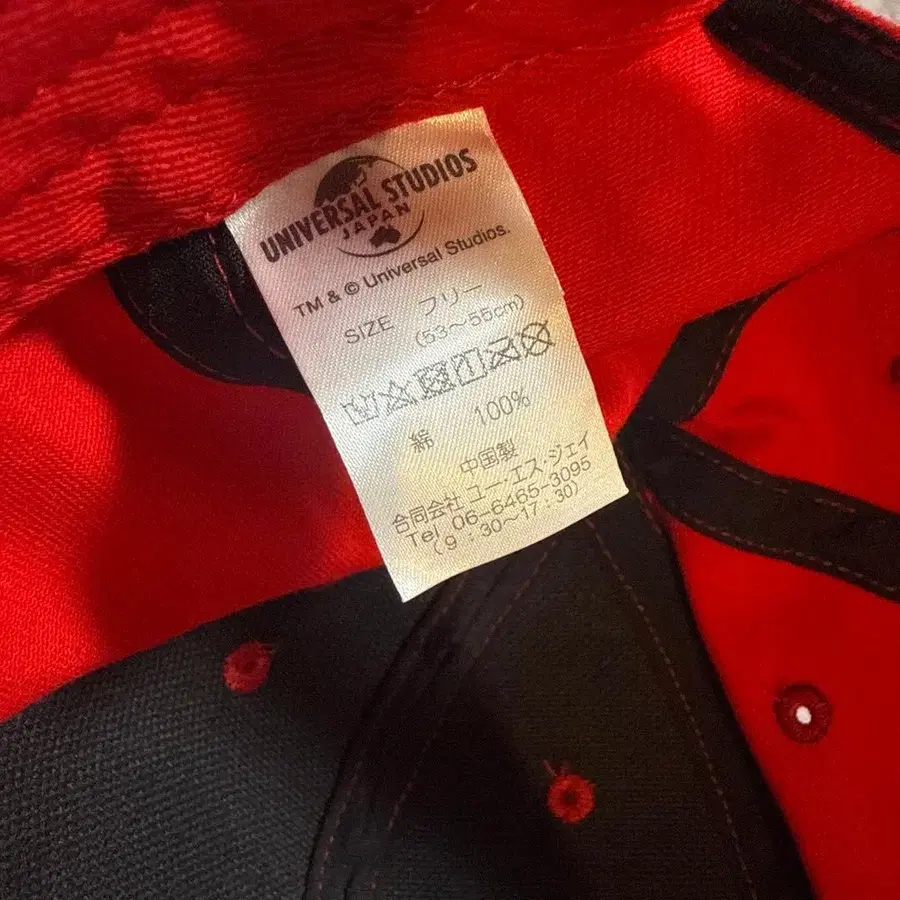 UNIVERSAL STUDIOS
JAPAN
TM & © Universal Studios.
SIZE フリー
(53～55cm)
綿 100%
中国製
合同会社 ユー・エス・ジェイ
Tel 06-6465-3095
(9:30～17:30)